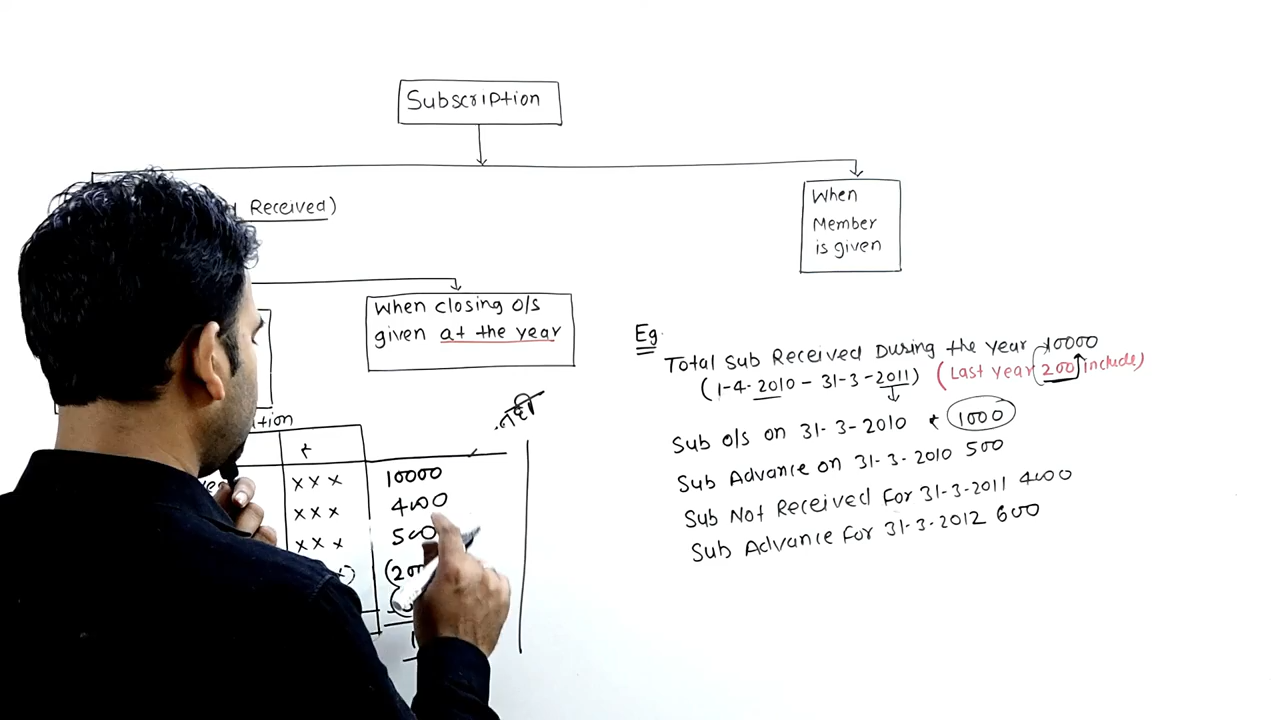 Subscription
Received)
When
Member
is given
When closing o/s
given at the year
Eg.
Total Sub Received During the year 10000
(1-4-2010 - 31-3-2011) (Last year 200 include)
Sub o/s on 31-3-2010 1000
Sub Advance on 31-3-2010 500
Sub Not Received For 31-3-2011 4000
Sub Advance For 31-3-2012 600
नही
+
x x x 10000
x x x 4000
x x x 500